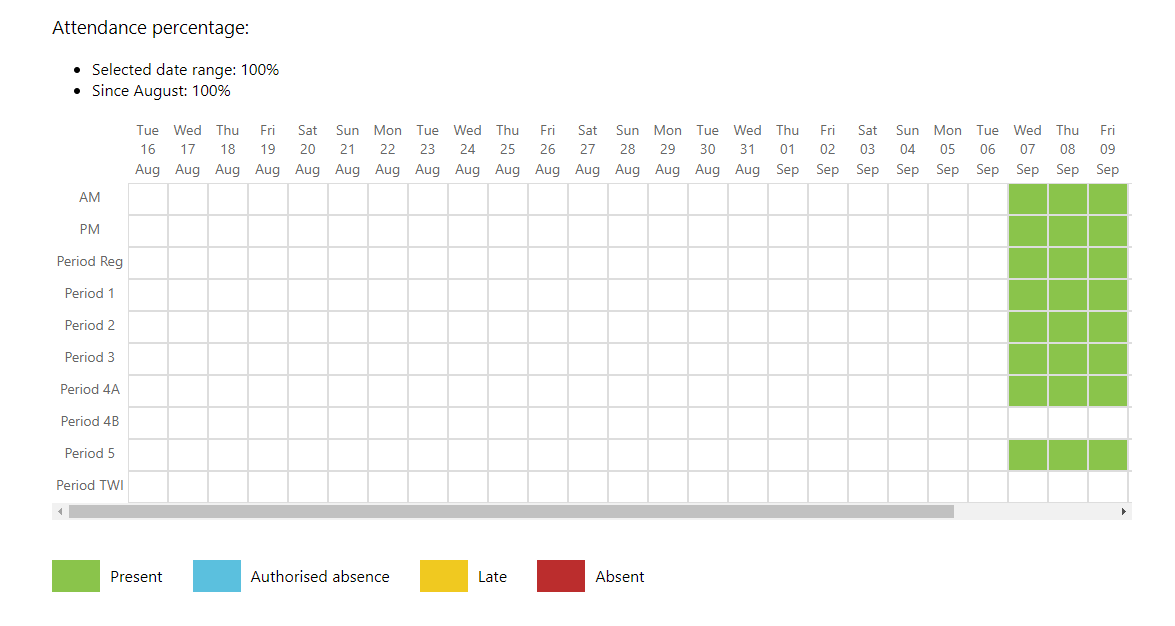 Attendance percentage:
Selected date range: 100%
Since August: 100%
Tue Wed Thu Fri Sat Sun Mon Tue Wed Thu Fri Sat Sun Mon Tue Wed Thu Fri Sat Sun Mon Tue Wed Thu Fri
16 17 18 19 20 21 22 23 24 25 26 27 28 29 30 31 01 02 03 04 05 06 07 08 09
Aug Aug Aug Aug Aug Aug Aug Aug Aug Aug Aug Aug Aug Aug Aug Aug Sep Sep Sep Sep Sep Sep Sep Sep Sep
AM
PM
Period Reg
Period 1
Period 2
Period 3
Period 4A
Period 4B
Period 5
Period TWI
Present Authorised absence Late Absent